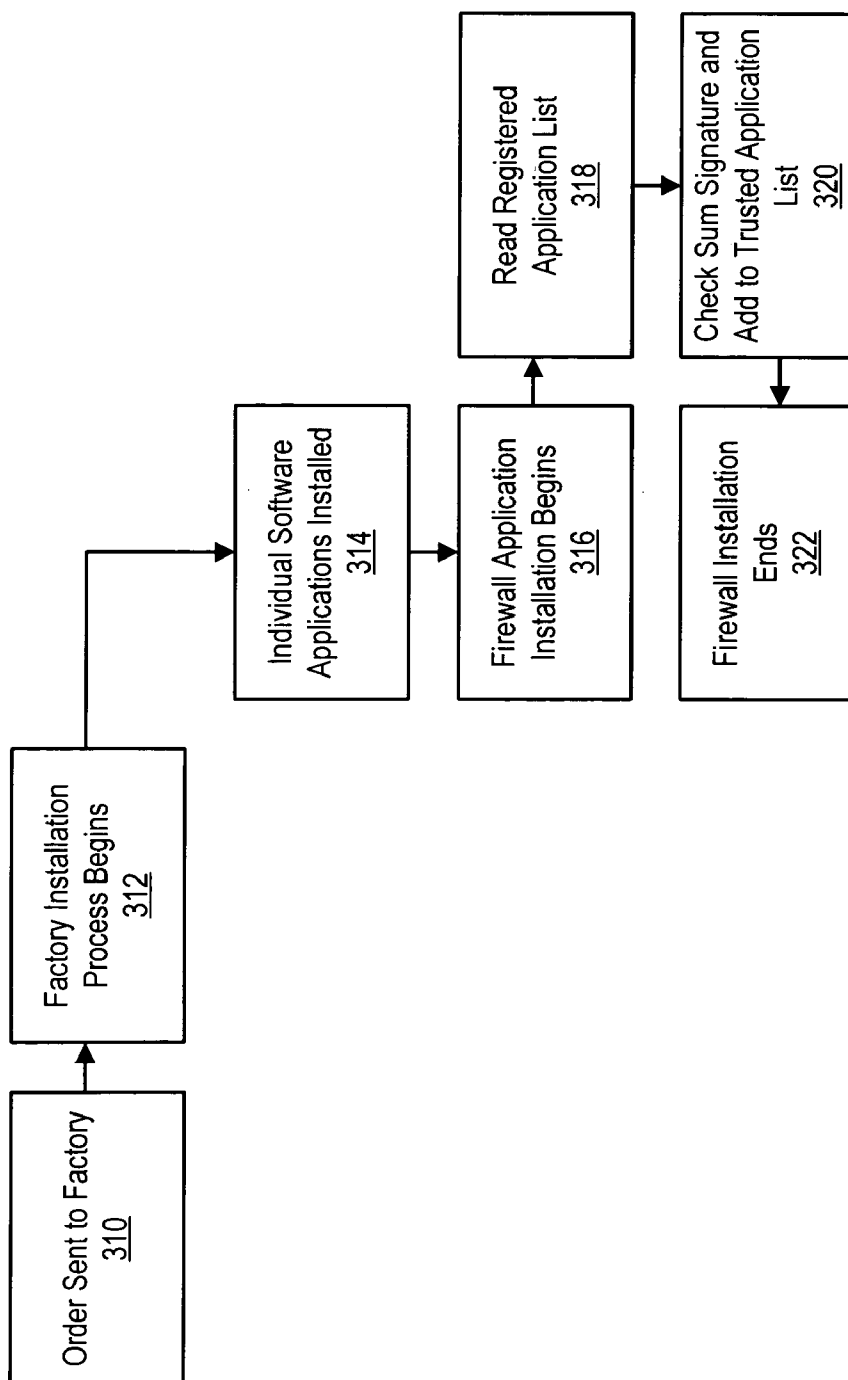 Order Sent to Factory
310
Factory Installation
Process Begins
312
Individual Software
Applications Installed
314
Firewall Application
Installation Begins
316
Read Registered
Application List
318
Check Sum Signature and
Add to Trusted Application
List
320
Firewall Installation
Ends
322